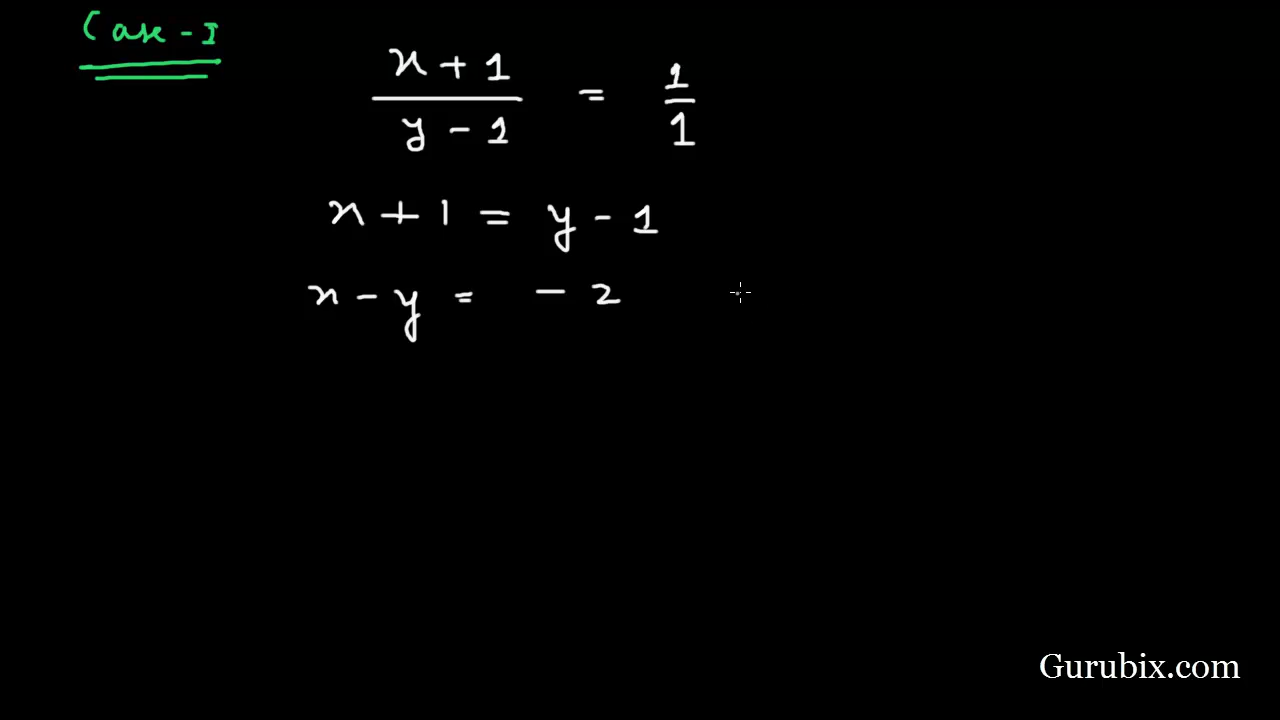 Case - I
x + 1
y - 1
=
1
1
x + 1 = y - 1
x - y = - 2
Gurubix.com